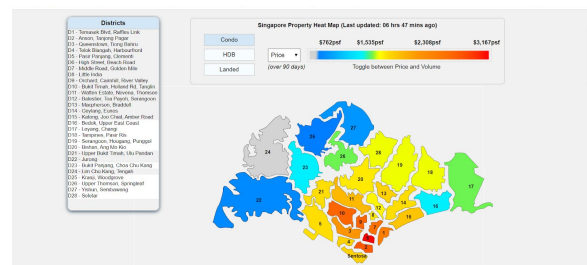 Districts
D1 - Temasek Blvd, Raffles Link
D2 - Anson, Tanjong Pagar
D3 - Queenstown, Tiong Bahru
D4 - Telok Blangah, Harbourfront
D5 - Pasir Panjang, Clementi
D6 - High Street, Beach Road
D7 - Middle Road, Golden Mile
D8 - Little India
D9 - Orchard, Cairnhill, River Valley
D10 - Bukit Timah, Holland Rd, Tanglin
D11 - Watten Estate, Novena, Thomson
D12 - Balestier, Toa Payoh, Serangoon
D13 - Macpherson, Braddell
D14 - Geylang, Eunos
D15 - Katong, Joo Chiat, Amber Road
D16 - Bedok, Upper East Coast
D17 - Loyang, Changi
D18 - Tampines, Pasir Ris
D19 - Serangoon, Hougang, Punggol
D20 - Bishan, Ang Mo Kio
D21 - Upper Bukit Timah, Ulu Pandan
D22 - Jurong
D23 - Bukit Panjang, Choa Chu Kang
D24 - Lim Chu Kang, Tengah
D25 - Kranji, Woodgrove
D26 - Upper Thomson, Springleaf
D27 - Yishun, Sembawang
D28 - Seletar
Singapore Property Heat Map (Last updated: 06 hrs 47 mins ago)
Condo
HDB
Landed
Price
(over 90 days)
$762psf $1,535psf $2,308psf $3,167psf
Toggle between Price and Volume
27
25
24
26
28
23
19
18
20
17
21
13
22
11
14
12
16
10
8
15
9
5
7
3
1
4
2
Sentosa